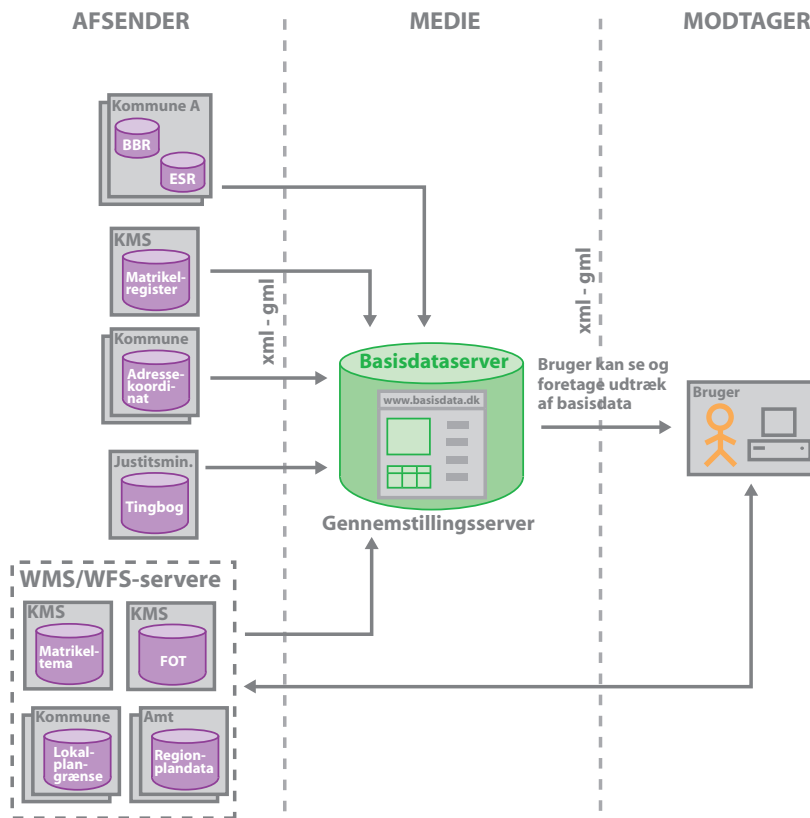 AFSENDER
MEDIE
MODTAGER
Kommune A
BBR
ESR
KMS
Matrikel-
register
Kommune
Adresse-
koordi-
nat
Justitsmin.
Tingbog
xml - gml
xml - gml
Basisdataserver
www.basisdata.dk
Gennemstillingsserver
Bruger kan se og
foretage udtræk
af basisdata
Bruger
WMS/WFS-servere
KMS
Matrikel-
tema
KMS
FOT
Kommune
Lokal-
plan-
grænse
Amt
Region-
plandata